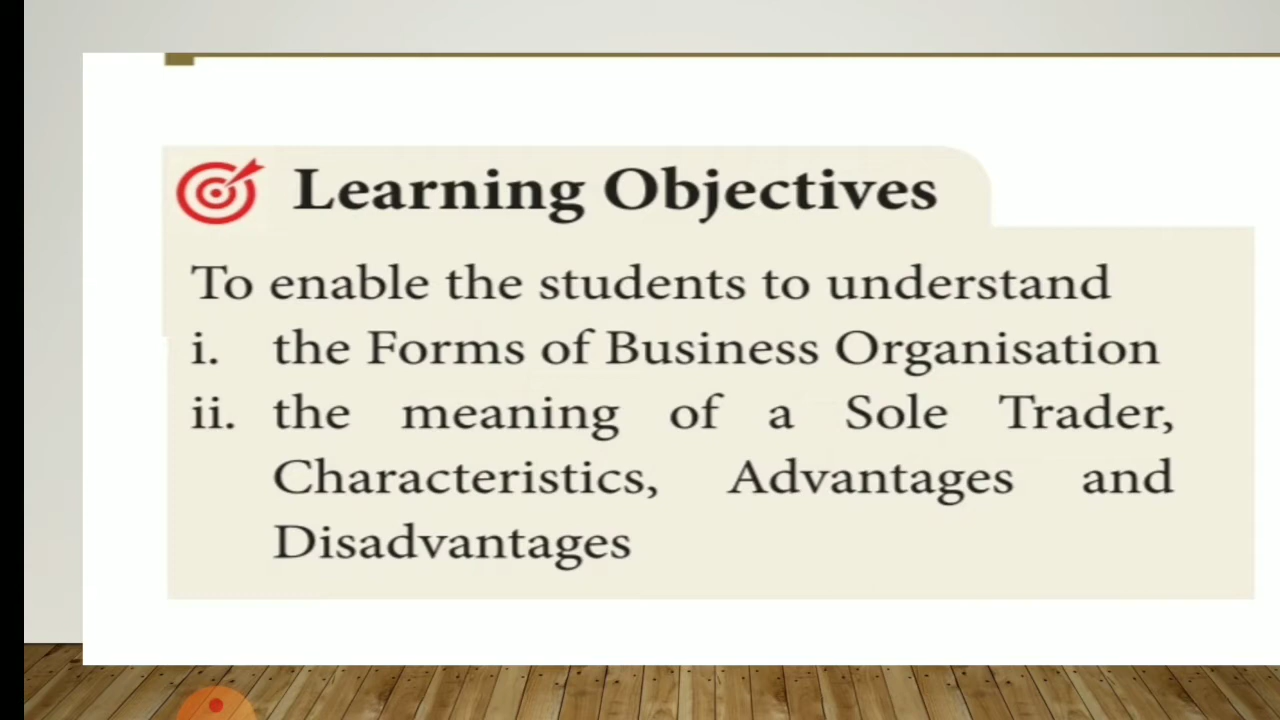 Learning Objectives
To enable the students to understand
i. the Forms of Business Organisation
ii. the meaning of a Sole Trader,
Characteristics, Advantages and
Disadvantages